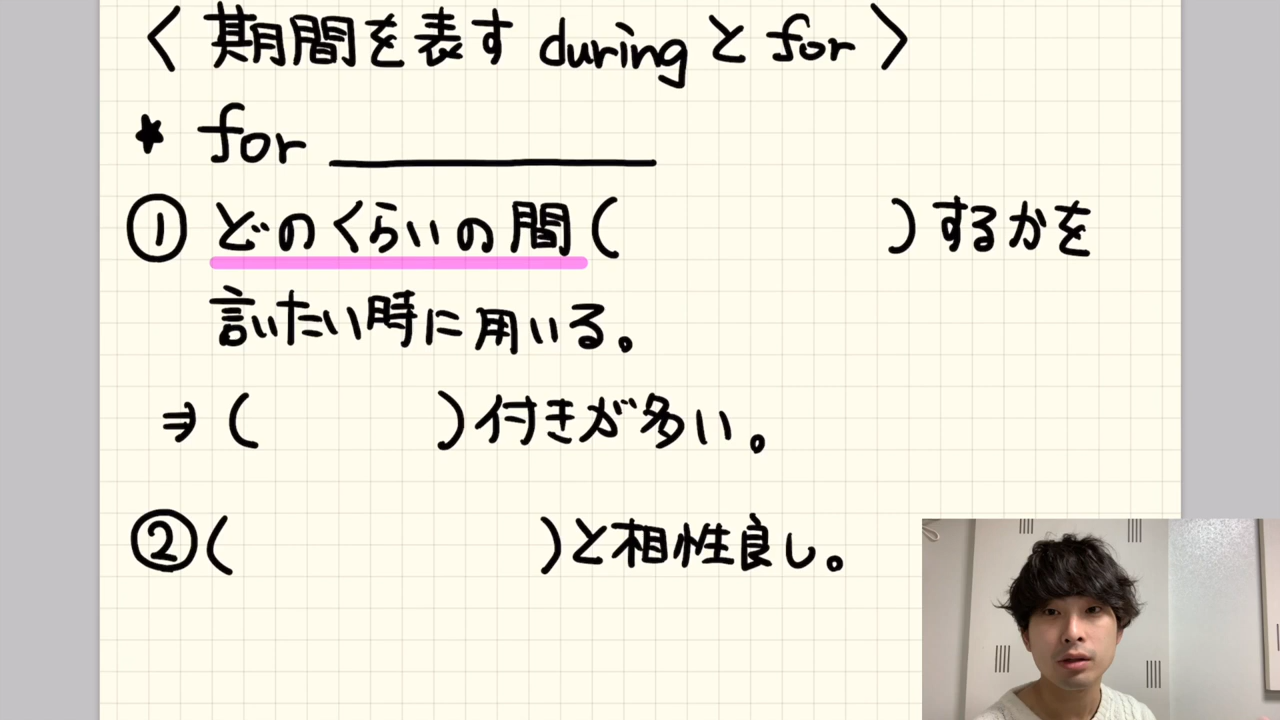 〈 期間を表す during と for 〉
★ for ____________
① どのくらいの間(　　　　　　)するかを
言いたい時に用いる。
⇒ (　　　　)付きが多い。
②(　　　　　　　)と相性良し。